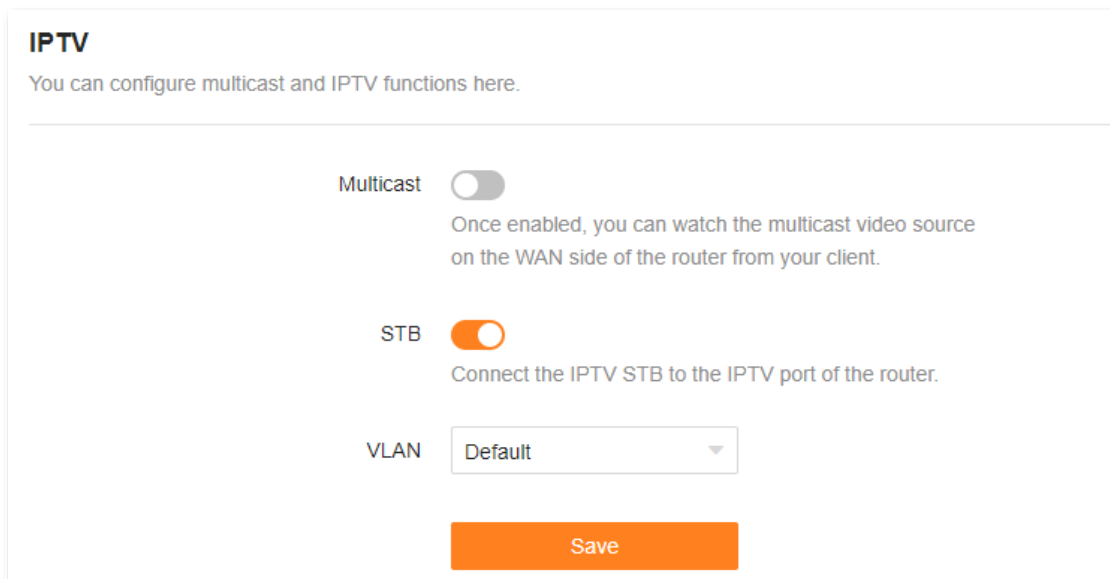 IPTV
You can configure multicast and IPTV functions here.
Multicast
Once enabled, you can watch the multicast video source
on the WAN side of the router from your client.
STB
Connect the IPTV STB to the IPTV port of the router.
VLAN Default
Save